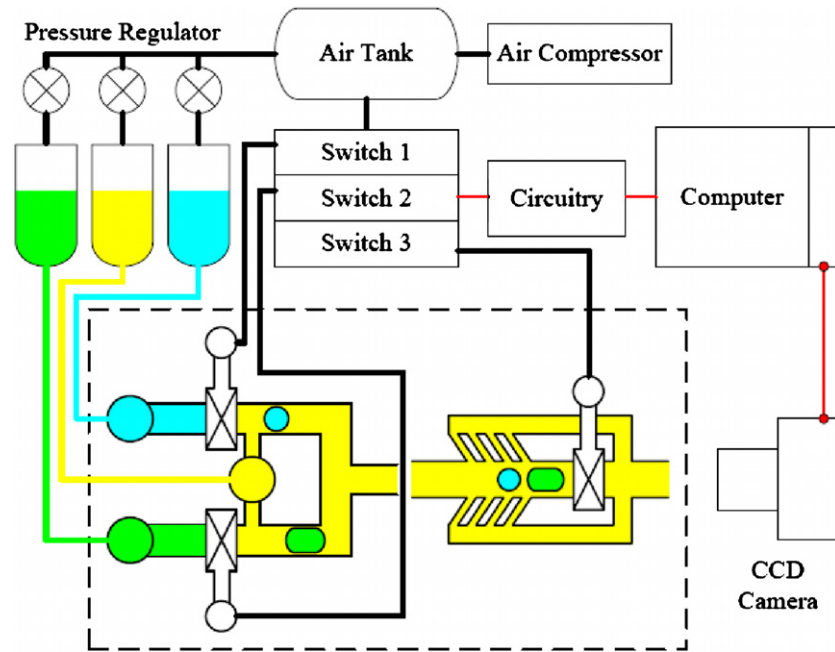 Pressure Regulator
Air Tank
Air Compressor
Switch 1
Switch 2
Switch 3
Circuitry
Computer
CCD
Camera